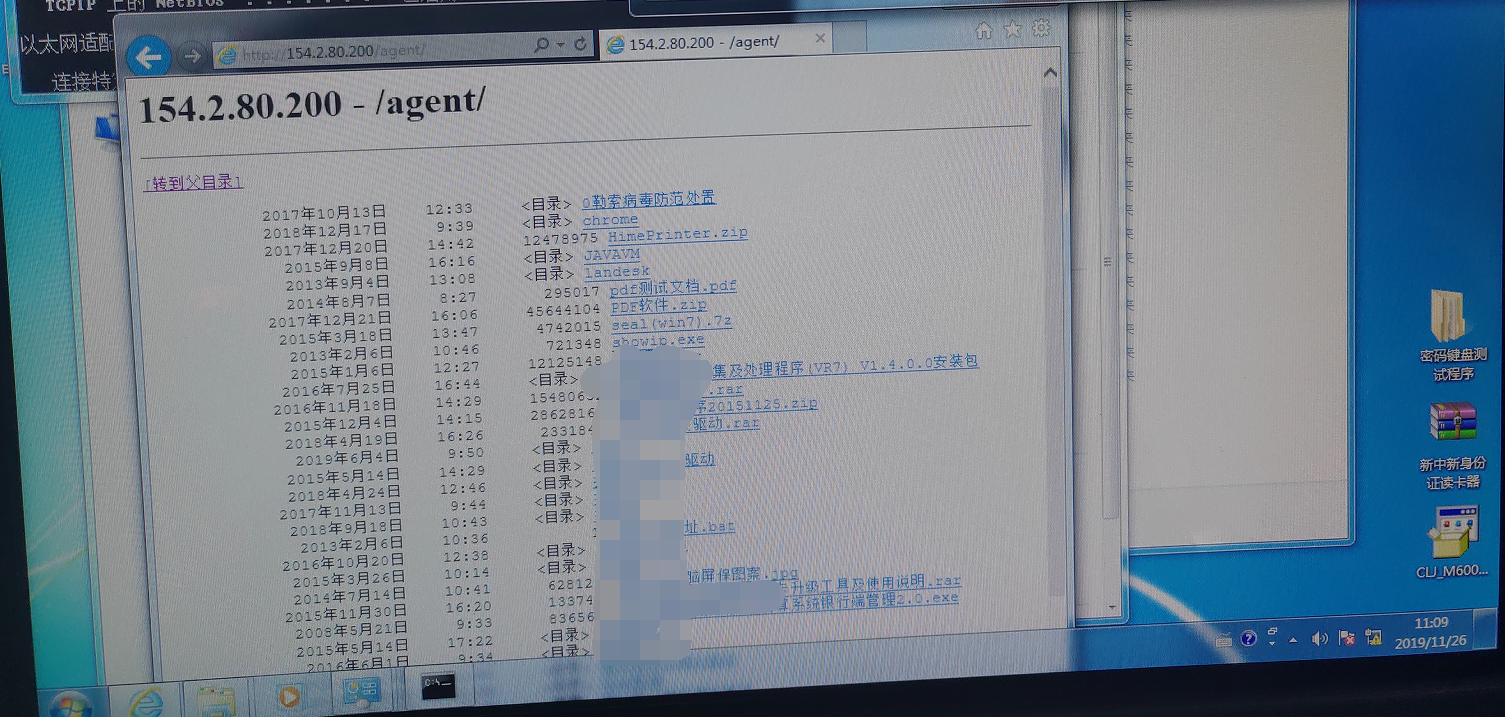 TCPIP 上的 NetBIOS
以太网适配
连接特
http://154.2.80.200/agent/
154.2.80.200 - /agent/
154.2.80.200 - /agent/
[转到父目录]
2017年10月13日 12:33 <目录> 0勒索病毒防范处置
2018年12月17日 9:39 <目录> chrome
2017年12月20日 14:42 12478975 HimePrinter.zip
2015年9月8日 16:16 <目录> JAVAVM
2013年9月4日 13:08 <目录> landesk
2014年8月7日 8:27 295017 pdf测试文档.pdf
2017年12月21日 16:06 45644104 PDF软件.zip
2015年3月18日 13:47 4742015 seal(win7).7z
2013年2月6日 10:46 721348 showip.exe
2015年1月6日 12:27 12125148
2016年7月25日 16:44 <目录> 集及处理程序(VR7) V1.4.0.0安装包
2016年11月18日 14:29 154806 .rar
2015年12月4日 14:15 2862816 序20151125.zip
2018年4月19日 16:26 233184 驱动.rar
2019年6月4日 9:50 <目录>
2015年5月14日 14:29 <目录> 驱动
2018年4月24日 12:46 <目录>
2017年11月13日 9:44 <目录>
2018年9月18日 10:43 <目录>
2013年2月6日 10:36 1 址.bat
2016年10月20日 12:38 <目录>
2015年3月26日 10:14 <目录>
2014年7月14日 10:41 62812 脑屏保图案.jpg
2015年11月30日 16:20 13374 升级工具及使用说明.rar
2008年5月21日 9:33 83656 系统银行端管理2.0.exe
2015年5月14日 17:22 <目录>
2016年6月1日 9:34 <目录>
密码键盘测
试程序
新中新身份
证读卡器
CLJ_M600...
11:09
2019/11/26